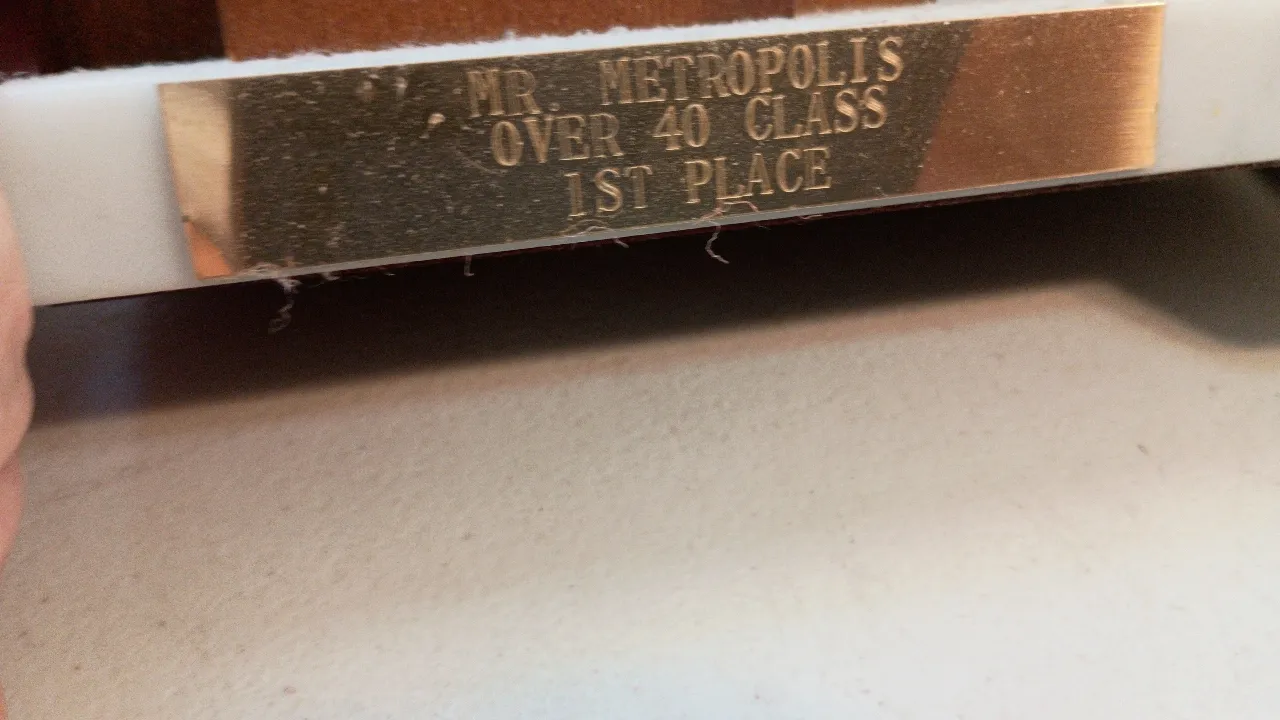 MR. METROPOLIS
OVER 40 CLASS
1ST PLACE